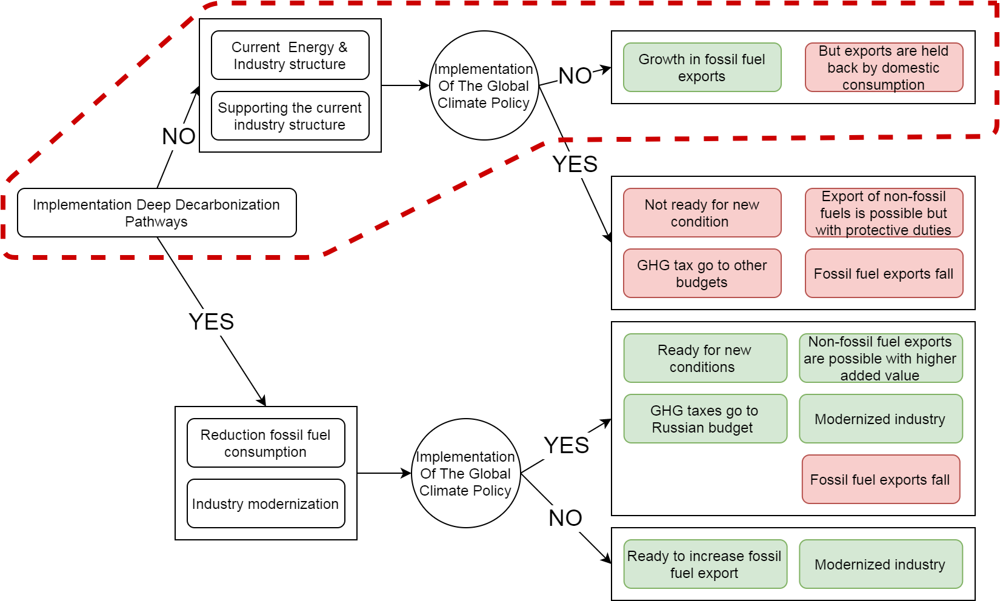 Current  Energy &
Industry structure
Supporting the current
industry structure
Implementation
Of The Global
Climate Policy
NO
Growth in fossil fuel
exports
But exports are held
back by domestic
consumption
NO
YES
Implementation Deep Decarbonization
Pathways
Not ready for new
condition
Export of non-fossil
fuels is possible but
with protective duties
GHG tax go to other
budgets
Fossil fuel exports fall
YES
Ready for new
conditions
Non-fossil fuel exports
are possible with higher
added value
GHG taxes go to
Russian budget
Modernized industry
Fossil fuel exports fall
Reduction fossil fuel
consumption
Industry modernization
Implementation
Of The Global
Climate Policy
YES
NO
Ready to increase fossil
fuel export
Modernized industry